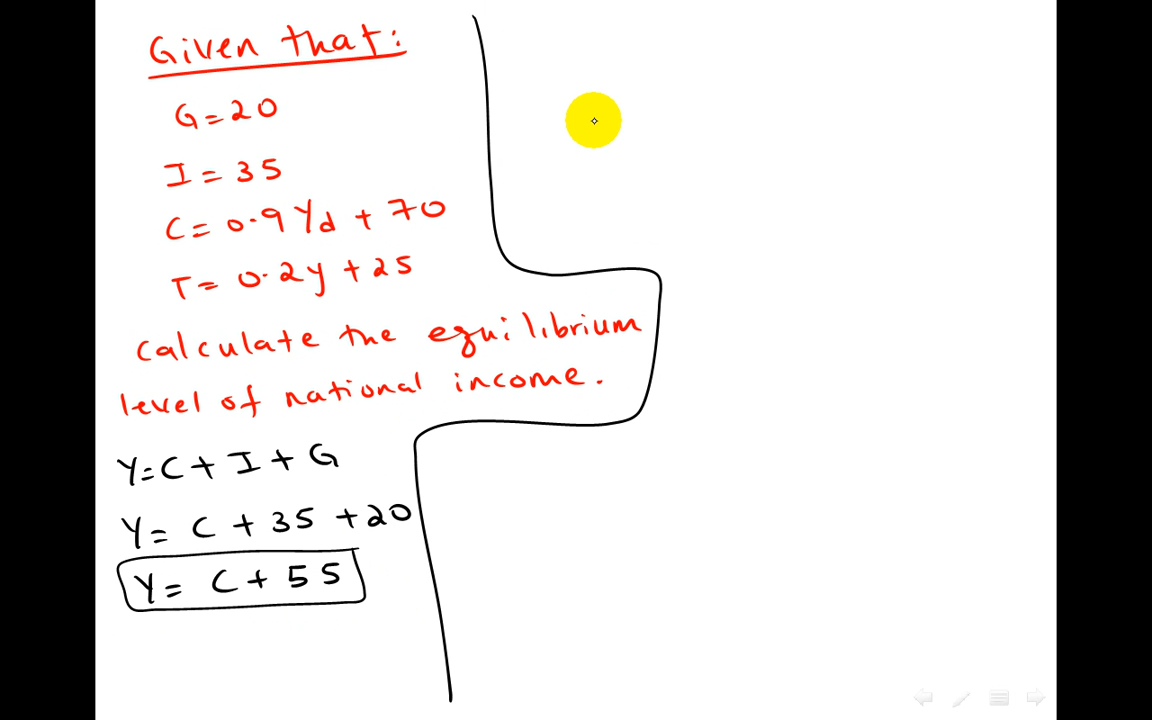 Given that:
G=20
I = 35
C= 0.9Yd + 70
T= 0.2y +25
Calculate the equilibrium
level of national income.
Y=C+I+G
Y= C + 35 +20
Y= C+ 55